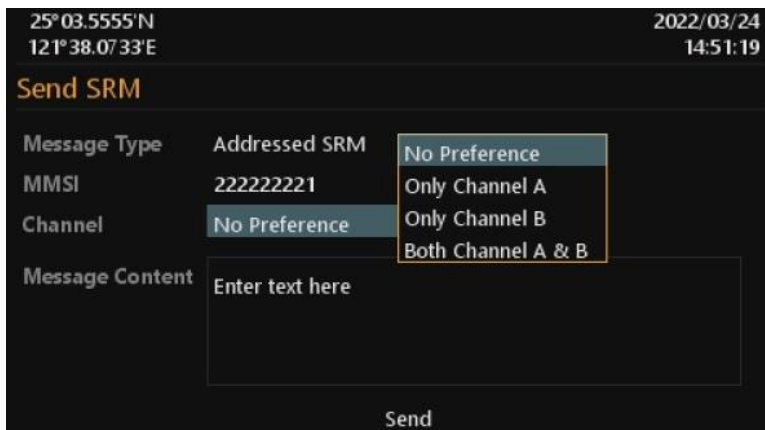 25°03.5555'N
2022/03/24
121°38.0733'E
14:51:19
Send SRM
Message Type
Addressed SRM
MMSI
222222221
Channel
No Preference
No Preference
Only Channel A
Only Channel B
Both Channel A & B
Message Content
Enter text here
Send